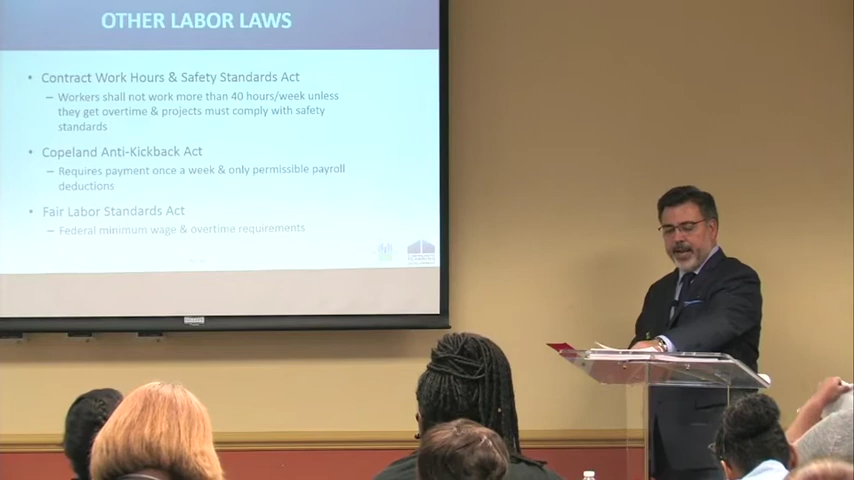 OTHER LABOR LAWS
• Contract Work Hours & Safety Standards Act
– Workers shall not work more than 40 hours/week unless
they get overtime & projects must comply with safety
standards
• Copeland Anti-Kickback Act
– Requires payment once a week & only permissible payroll
deductions
• Fair Labor Standards Act
– Federal minimum wage & overtime requirements